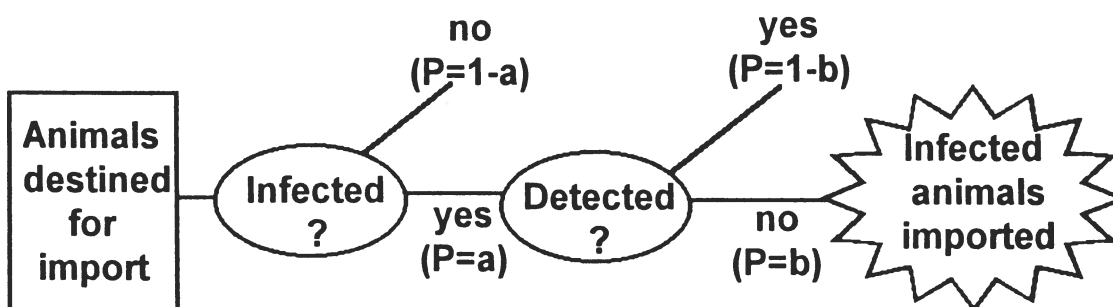 Animals
destined
for
import
Infected
?
no
(P=1-a)
yes
(P=a)
Detected
?
yes
(P=1-b)
no
(P=b)
Infected
animals
imported